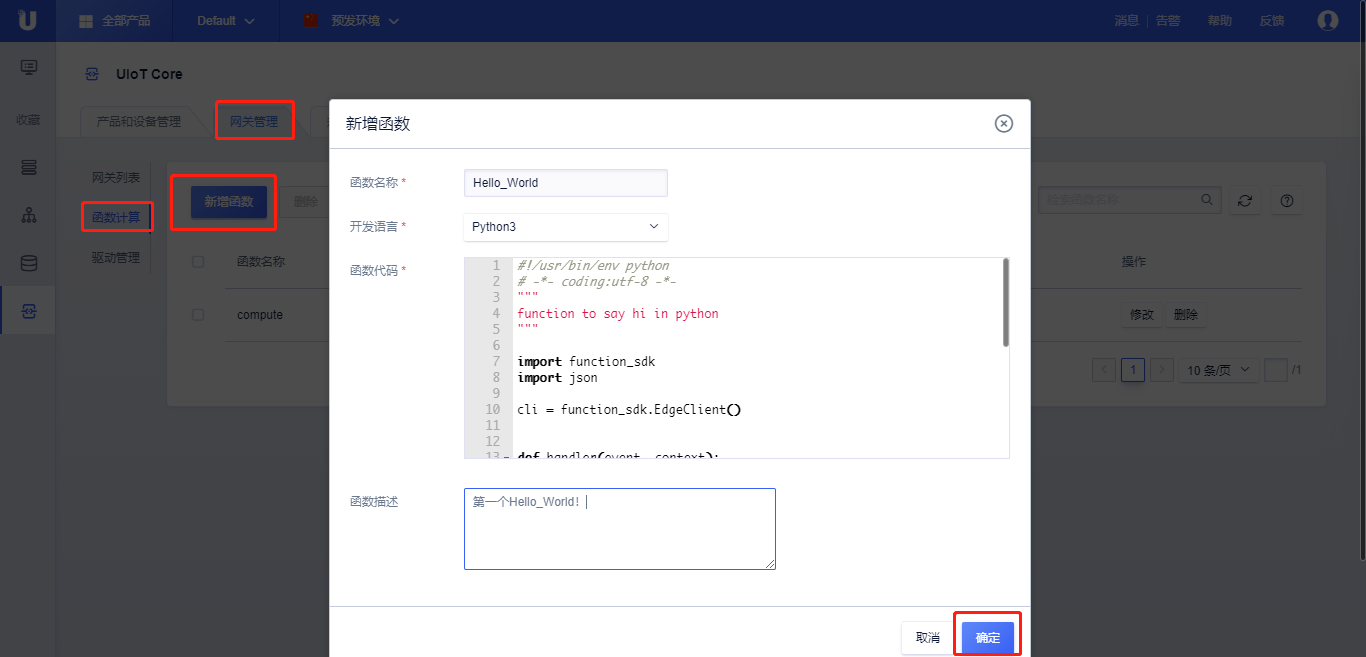 全部产品 Default 预发环境 消息 告警 帮助 反馈
UIoT Core
收藏
产品和设备管理 网关管理
新增函数
网关列表
函数计算
驱动管理
新增函数 删除
搜索函数名称
函数名称 操作
compute 修改 删除
1 10 条/页 /1
函数名称 * Hello_World
开发语言 * Python3
函数代码 *
1 #!/usr/bin/env python
2 # -*- coding:utf-8 -*-
3 """
4 function to say hi in python
5 """
6
7 import function_sdk
8 import json
9
10 cli = function_sdk.EdgeClient()
11
12
13 def handler(event, context):
函数描述 第一个Hello_World!
取消 确定